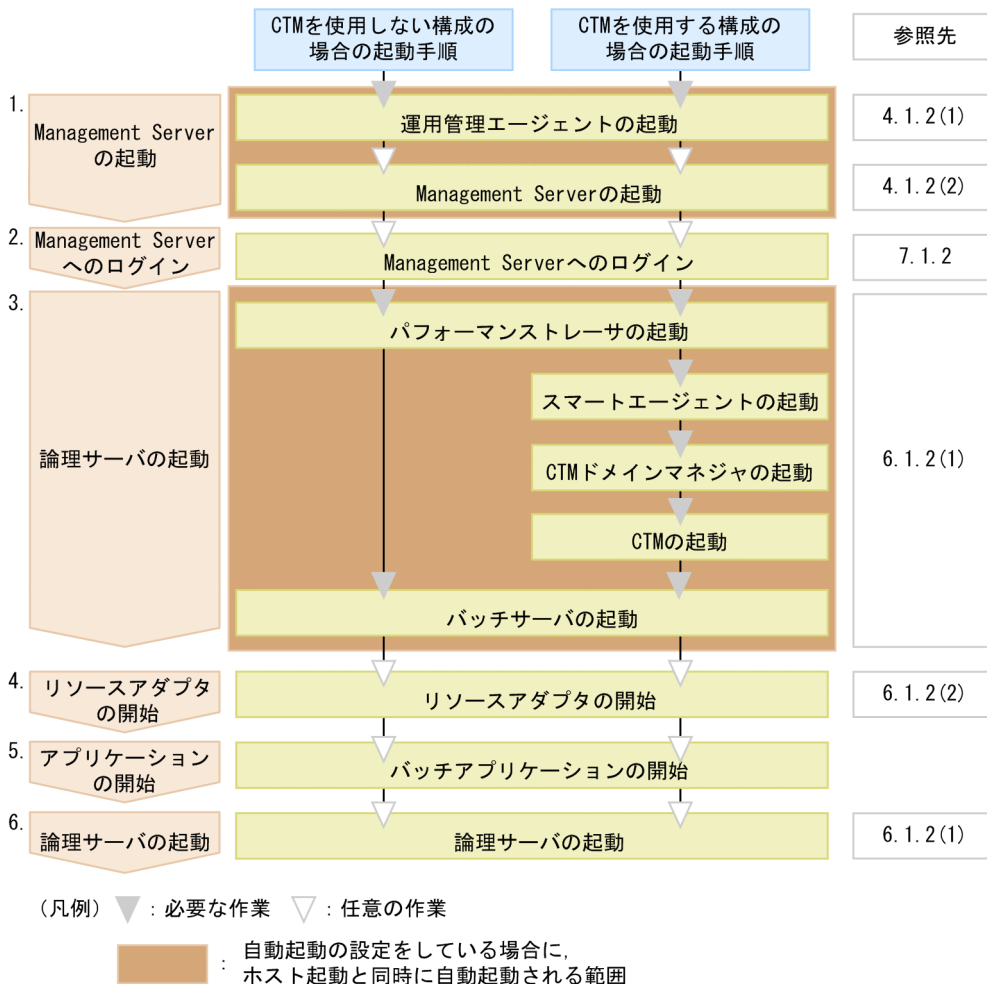 CTMを使用しない構成の
場合の起動手順
CTMを使用する構成の
場合の起動手順
参照先
1.
Management Server
の起動
運用管理エージェントの起動
4.1.2(1)
Management Serverの起動
4.1.2(2)
2.
Management Server
へのログイン
Management Serverへのログイン
7.1.2
3.
論理サーバの起動
パフォーマンストレーサの起動
スマートエージェントの起動
CTMドメインマネジャの起動
CTMの起動
バッチサーバの起動
6.1.2(1)
4.
リソースアダプタ
の開始
リソースアダプタの開始
6.1.2(2)
5.
アプリケーション
の開始
バッチアプリケーションの開始
6.
論理サーバの起動
論理サーバの起動
6.1.2(1)
(凡例) : 必要な作業 : 任意の作業
: 自動起動の設定をしている場合に,
ホスト起動と同時に自動起動される範囲